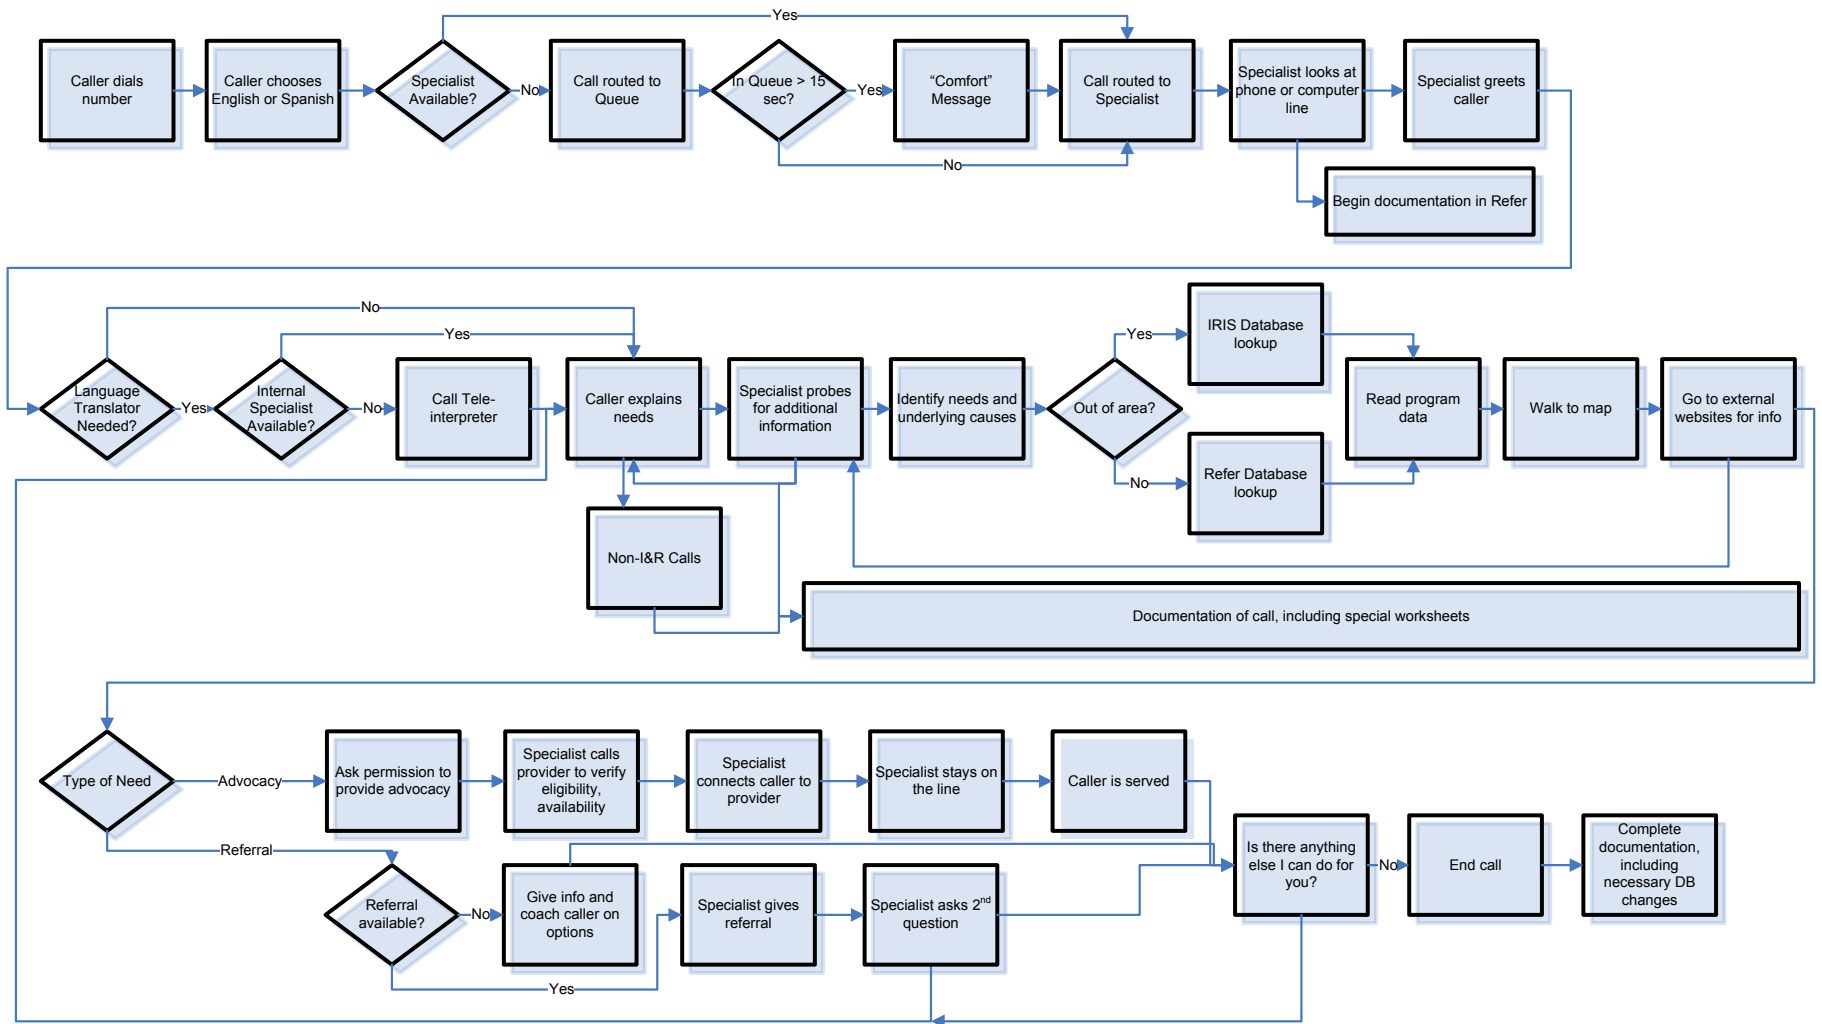 Yes
Caller dials
number
Caller chooses
English or Spanish
Specialist
Available?
No
Call routed to
Queue
In Queue > 15
sec?
Yes
“Comfort”
Message
Call routed to
Specialist
Specialist looks at
phone or computer
line
Specialist greets
caller
No
Begin documentation in Refer
No
Yes
Language
Translator
Needed?
Yes
Internal
Specialist
Available?
No
Call Tele-
interpreter
Caller explains
needs
Specialist probes
for additional
information
Identify needs and
underlying causes
Out of area?
Yes
IRIS Database
lookup
No
Refer Database
lookup
Read program
data
Walk to map
Go to external
websites for info
Non-I&R Calls
Documentation of call, including special worksheets
Type of Need
Advocacy
Ask permission to
provide advocacy
Specialist calls
provider to verify
eligibility,
availability
Specialist
connects caller to
provider
Specialist stays on
the line
Caller is served
Referral
Referral
available?
No
Give info and
coach caller on
options
Yes
Specialist gives
referral
Specialist asks 2nd
question
Is there anything
else I can do for
you?
No
End call
Complete
documentation,
including
necessary DB
changes